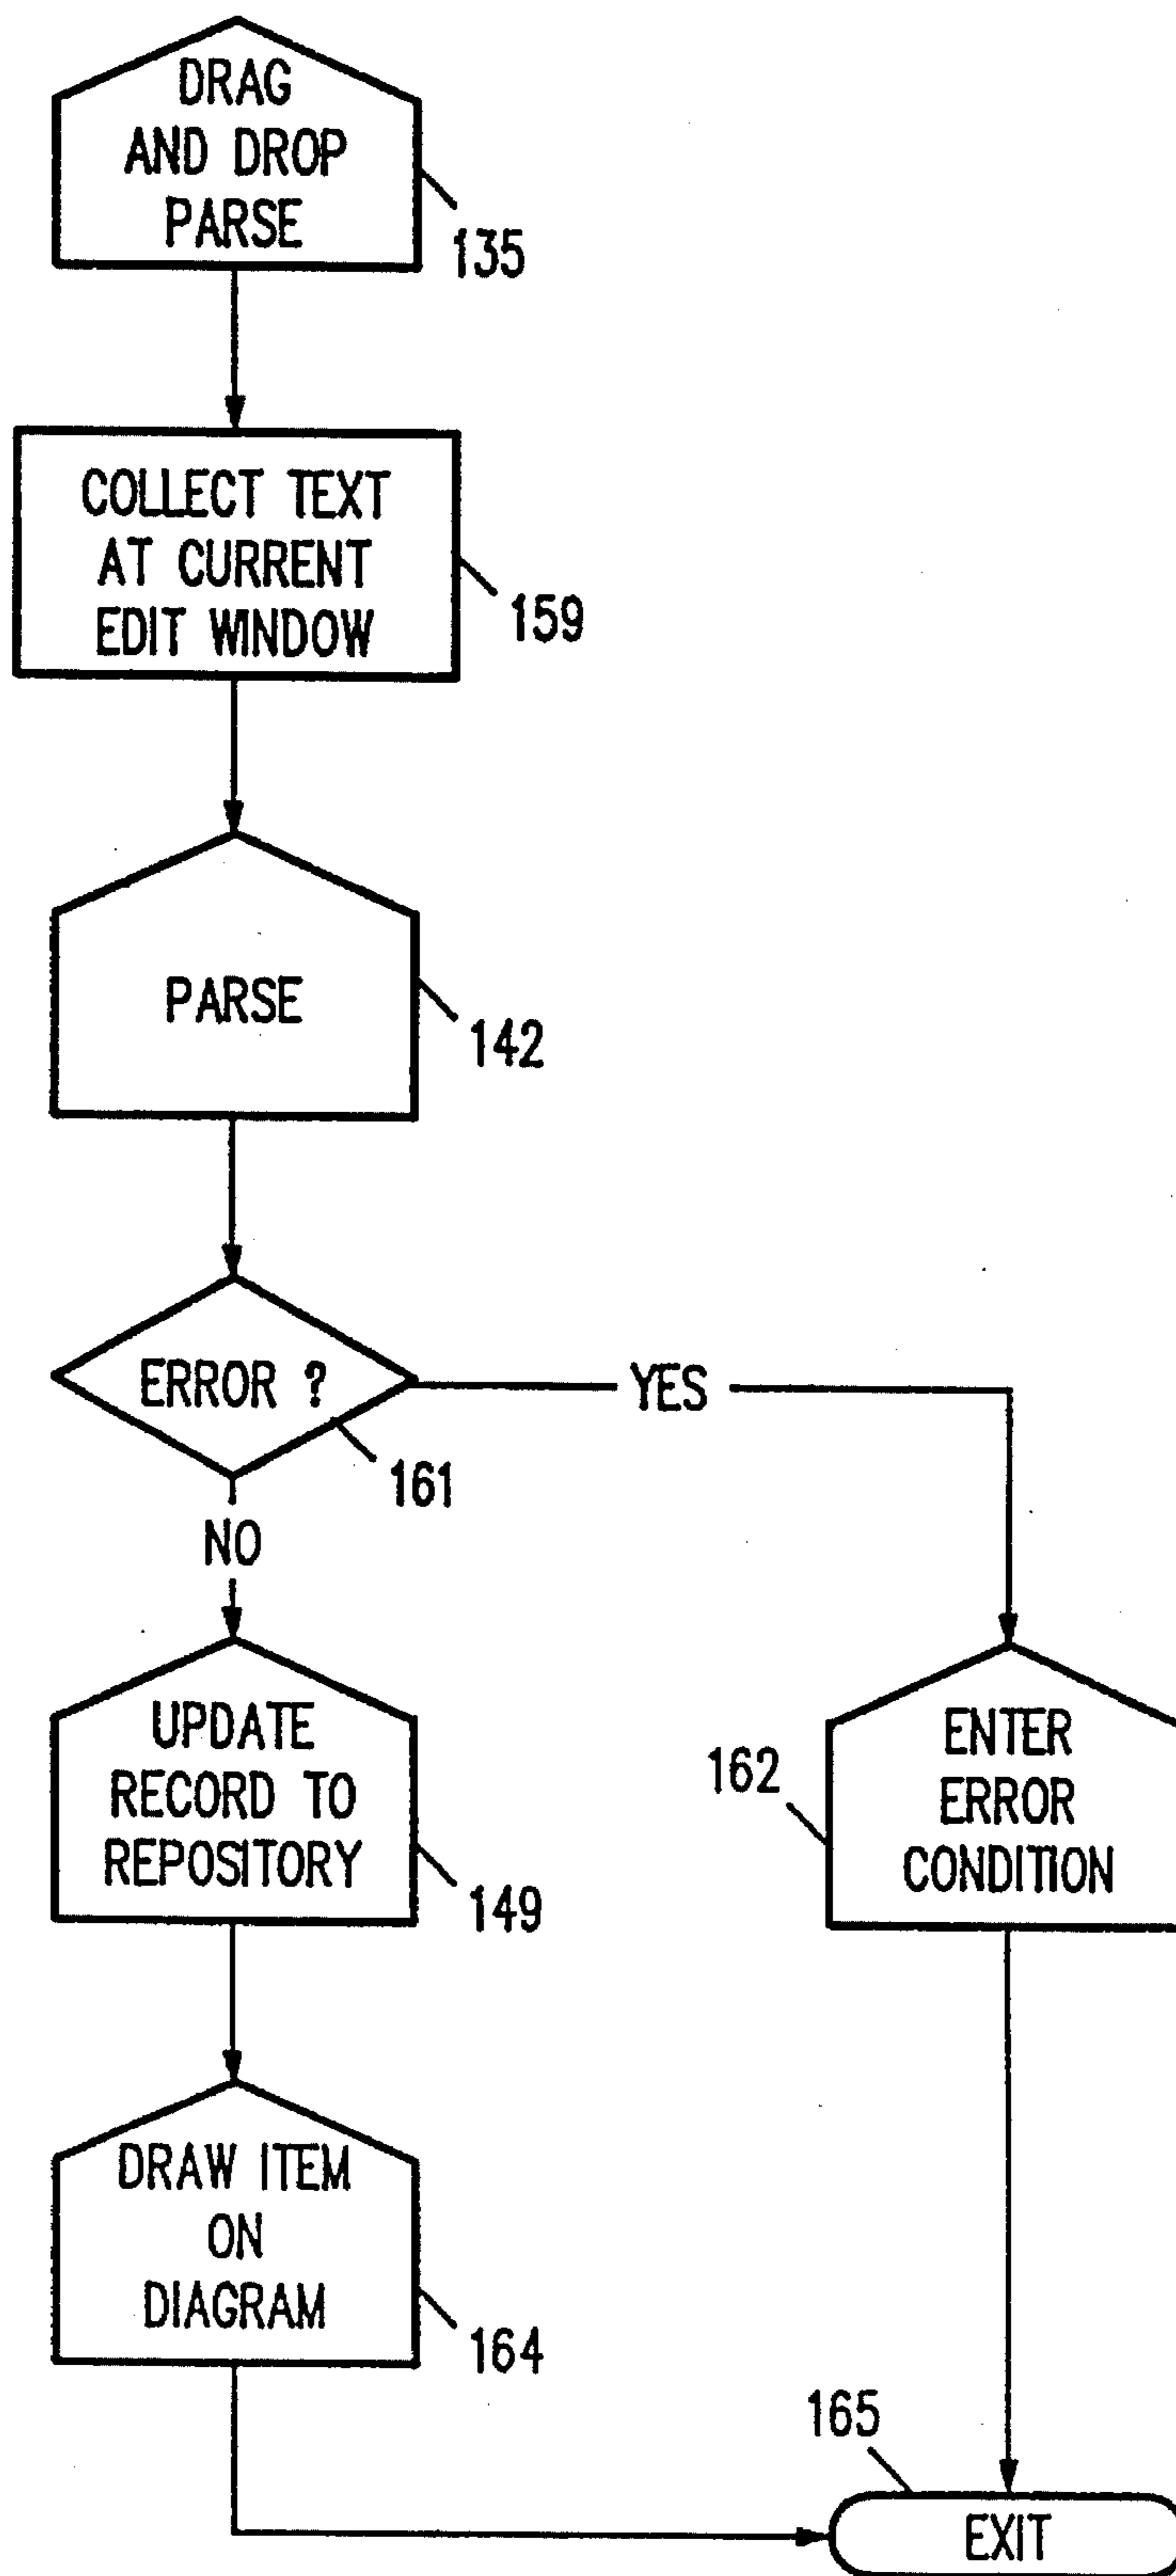 DRAG
AND DROP
PARSE
135
COLLECT TEXT
AT CURRENT
EDIT WINDOW
159
PARSE
142
ERROR ?
YES
161
NO
UPDATE
RECORD TO
REPOSITORY
149
162
ENTER
ERROR
CONDITION
DRAW ITEM
ON
DIAGRAM
164
165
EXIT